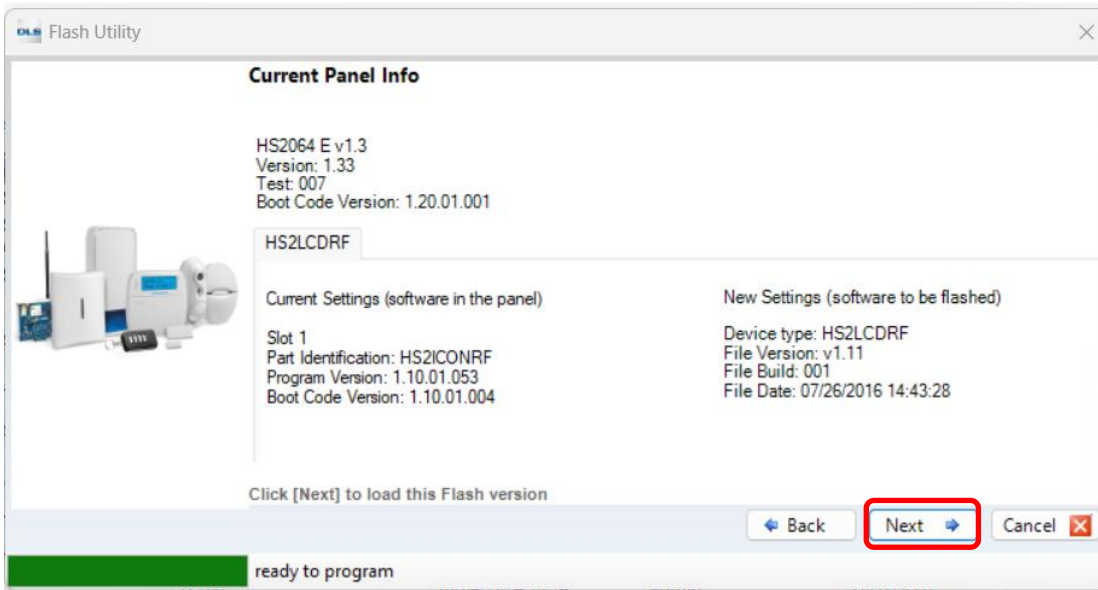 DLS Flash Utility
Current Panel Info
HS2064 E v1.3
Version: 1.33
Test: 007
Boot Code Version: 1.20.01.001
HS2LCDRF
Current Settings (software in the panel)
Slot 1
Part Identification: HS2ICONRF
Program Version: 1.10.01.053
Boot Code Version: 1.10.01.004
New Settings (software to be flashed)
Device type: HS2LCDRF
File Version: v1.11
File Build: 001
File Date: 07/26/2016 14:43:28
Click [Next] to load this Flash version
Back
Next
Cancel
ready to program